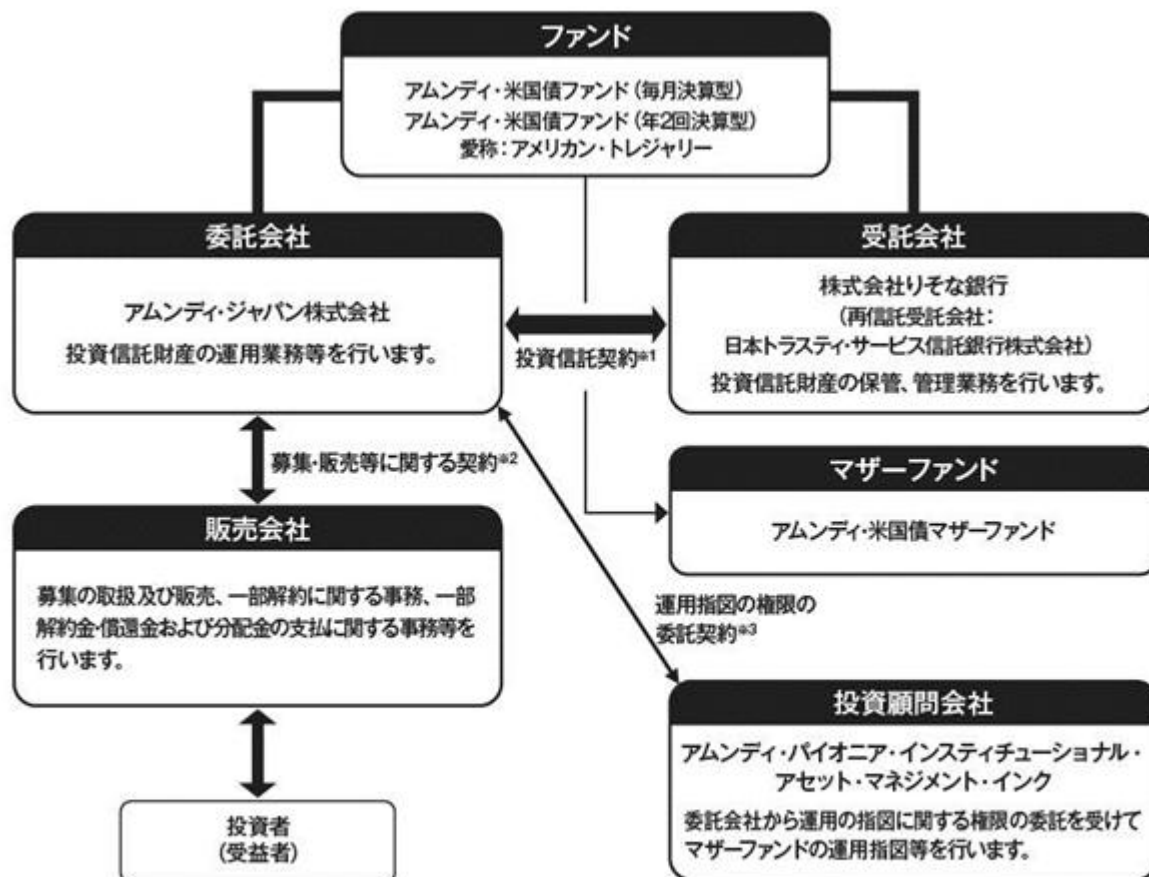 ファンド
アムンディ・米国債ファンド（毎月決算型）
アムンディ・米国債ファンド（年2回決算型）
愛称：アメリカン・トレジャリー
委託会社
アムンディ・ジャパン株式会社
投資信託財産の運用業務等を行います。
投資信託契約※1
受託会社
株式会社りそな銀行
（再信託受託会社：
日本トラスティ・サービス信託銀行株式会社）
投資信託財産の保管、管理業務を行います。
募集・販売等に関する契約※2
マザーファンド
アムンディ・米国債マザーファンド
販売会社
募集の取扱及び販売、一部解約に関する事務、一部
解約金・償還金および分配金の支払に関する事務等を
行います。
運用指図の権限の
委託契約※3
投資顧問会社
アムンディ・パイオニア・インスティチューショナル・
アセット・マネジメント・インク
委託会社から運用の指図に関する権限の委託を受けて
マザーファンドの運用指図等を行います。
投資者
（受益者）